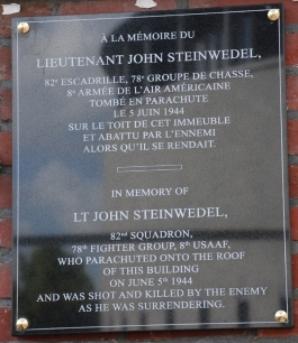 À LA MÉMOIRE DU
LIEUTENANT JOHN STEINWEDEL,
82e ESCADRILLE, 78e GROUPE DE CHASSE,
8e ARMÉE DE L'AIR AMÉRICAINE
TOMBÉ EN PARACHUTE
LE 5 JUIN 1944
SUR LE TOIT DE CET IMMEUBLE
ET ABATTU PAR L'ENNEMI
ALORS QU'IL SE RENDAIT.
IN MEMORY OF
LT JOHN STEINWEDEL,
82nd SQUADRON,
78th FIGHTER GROUP, 8th USAAF,
WHO PARACHUTED ONTO THE ROOF
OF THIS BUILDING
ON JUNE 5th 1944
AND WAS SHOT AND KILLED BY THE ENEMY
AS HE WAS SURRENDERING.